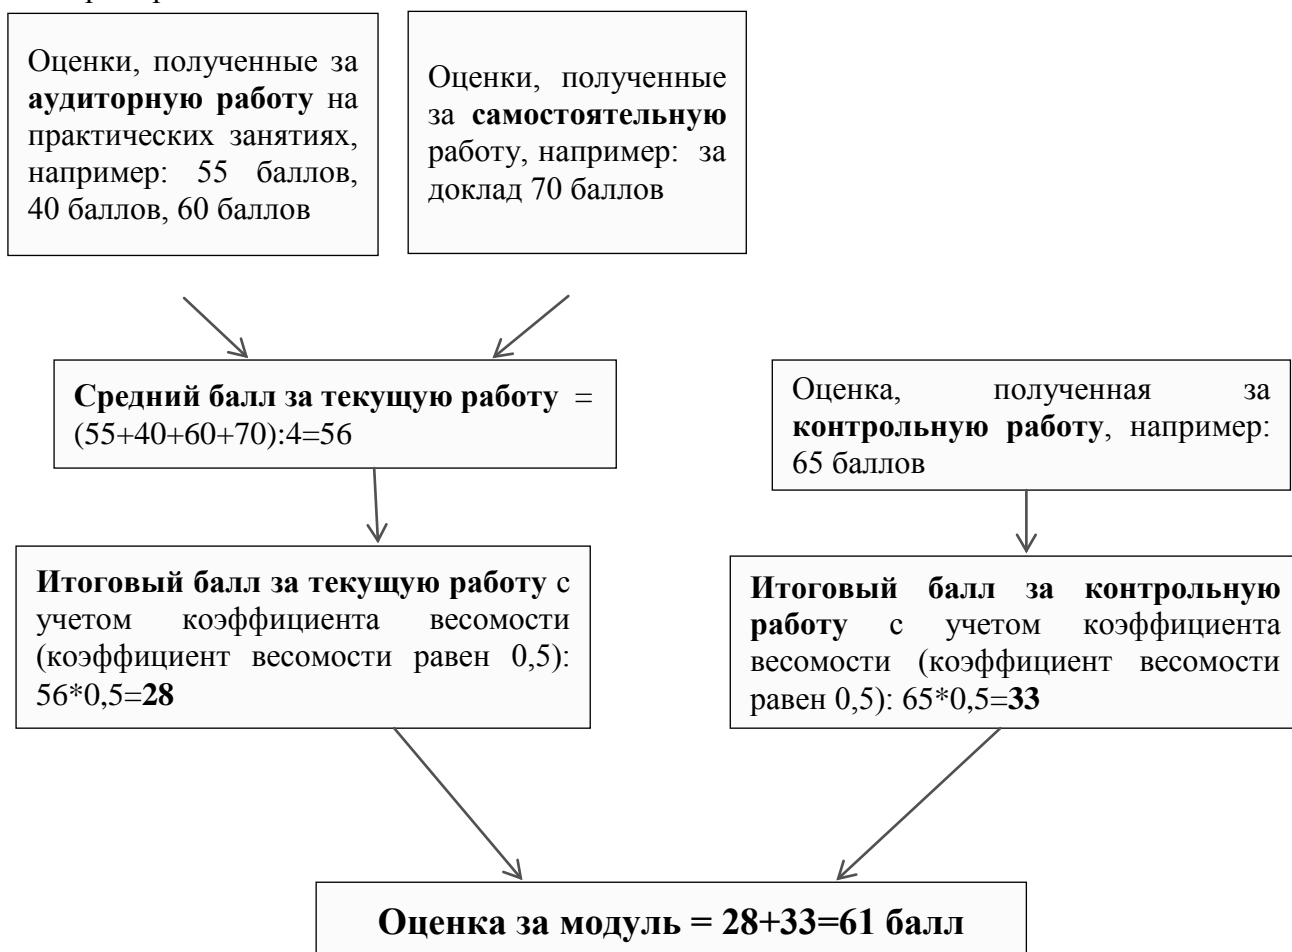 Оценки, полученные за
аудиторную работу на
практических занятиях,
например: 55 баллов,
40 баллов, 60 баллов
Оценки, полученные
за самостоятельную
работу, например: за
доклад 70 баллов
Средний балл за текущую работу =
(55+40+60+70):4=56
Оценка, полученная за
контрольную работу, например:
65 баллов
Итоговый балл за текущую работу с
учетом коэффициента весомости
(коэффициент весомости равен 0,5):
56*0,5=28
Итоговый балл за контрольную
работу с учетом коэффициента
весомости (коэффициент весомости
равен 0,5): 65*0,5=33
Оценка за модуль = 28+33=61 балл